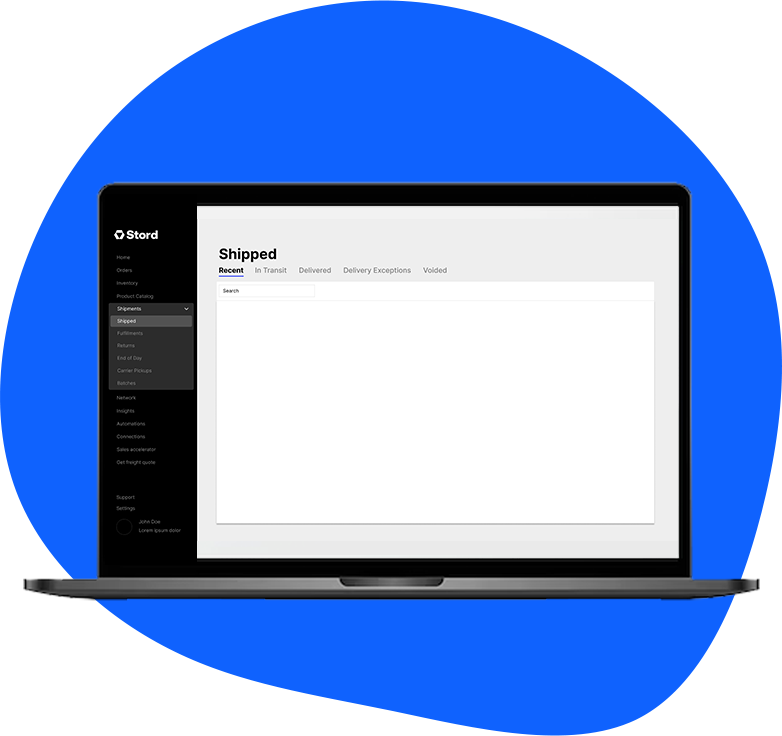 Stord
Home
Orders
Inventory
Product Catalog
Shipments
Shipped
Fulfillments
Returns
End of Day
Carrier Pickups
Batches
Network
Insights
Automations
Connections
Sales accelerator
Get freight quote
Support
Settings
John Doe
Lorem ipsum dolor
Shipped
Recent In Transit Delivered Delivery Exceptions Voided
Search